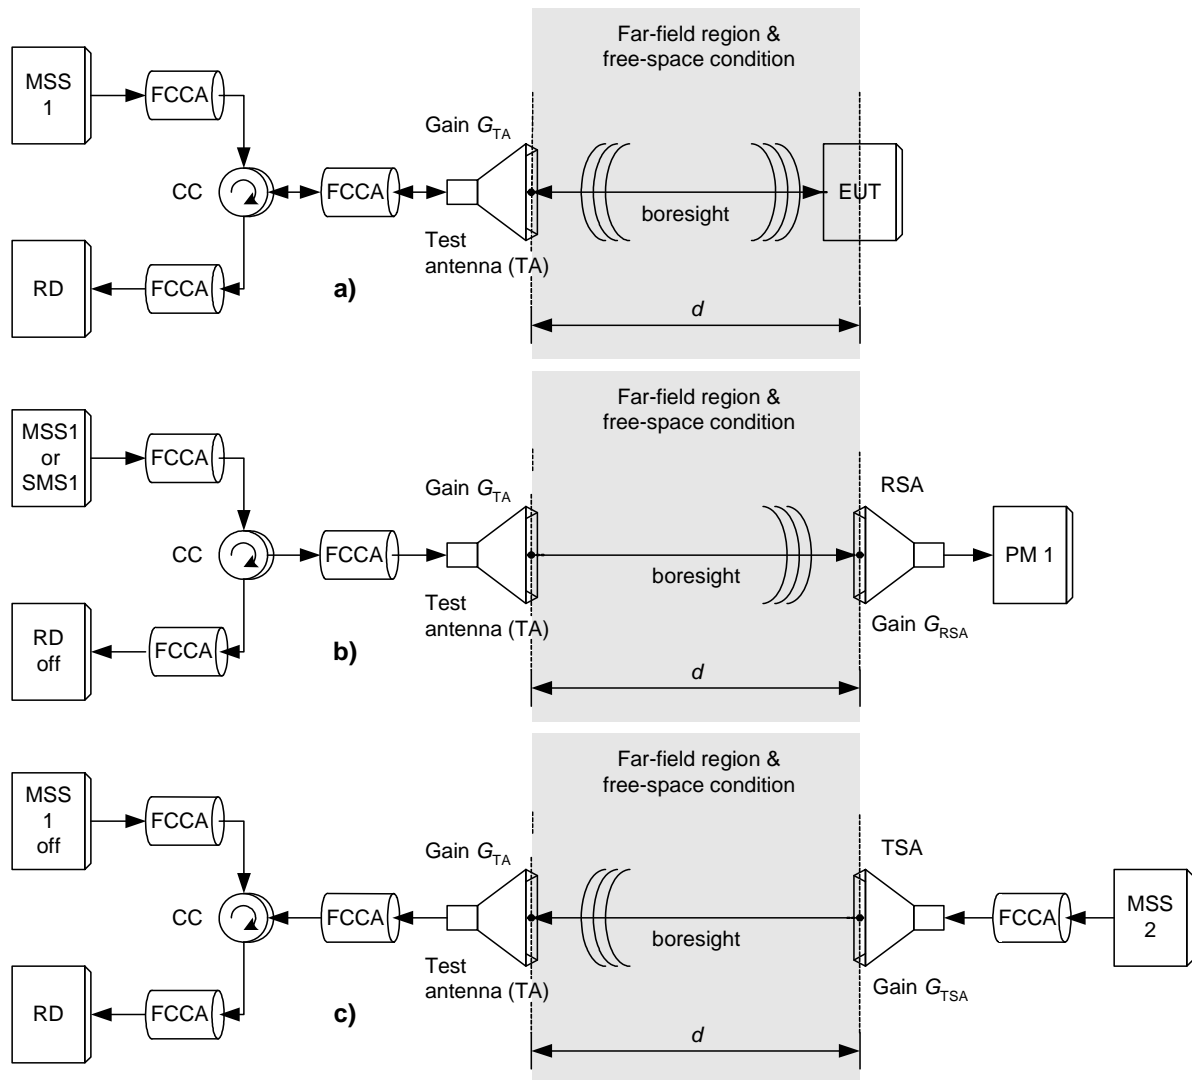 Far-field region &
free-space condition
MSS
1
FCCA
Gain GTA
CC
FCCA
boresight
EUT
Test
antenna (TA)
RD
FCCA
a)
d
Far-field region &
free-space condition
MSS1
or
SMS1
FCCA
Gain GTA
RSA
CC
FCCA
boresight
PM 1
Test
antenna (TA)
Gain GRSA
RD
off
FCCA
b)
d
Far-field region &
free-space condition
MSS
1
off
FCCA
Gain GTA
TSA
CC
FCCA
boresight
FCCA
MSS
2
Test
antenna (TA)
Gain GTSA
RD
FCCA
c)
d